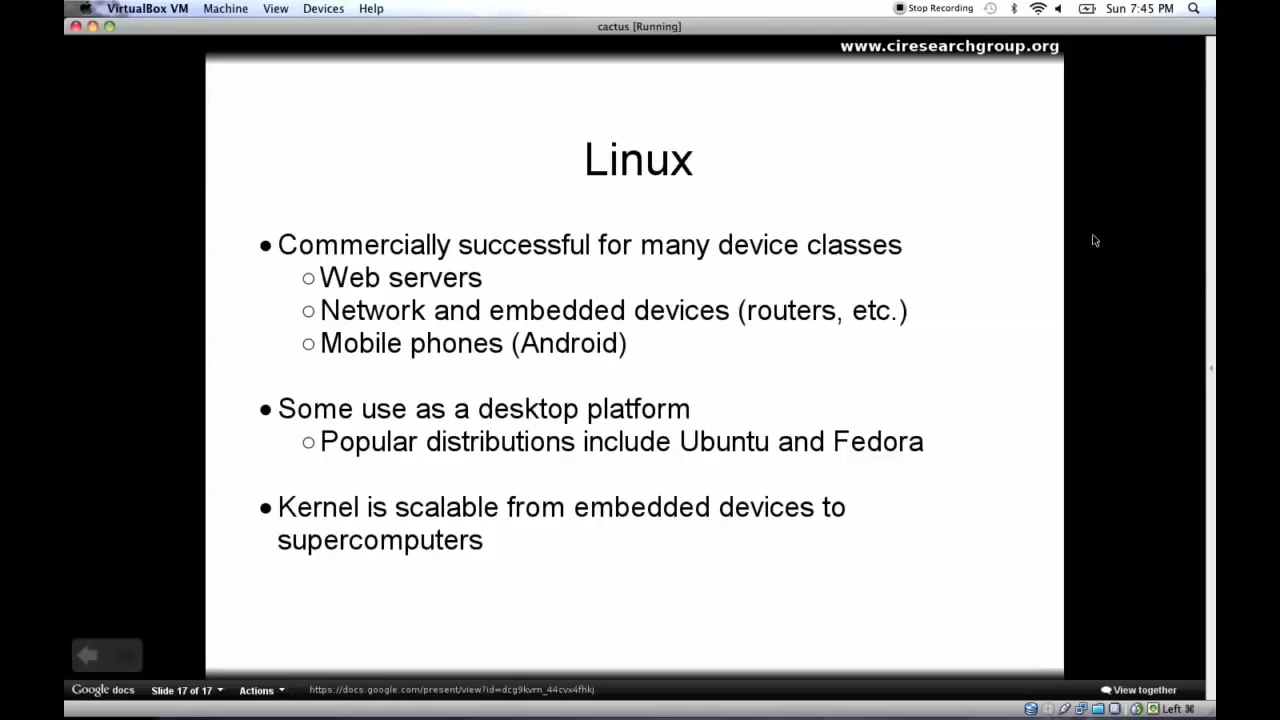 VirtualBox VM Machine View Devices Help Stop Recording Sun 7:45 PM
cactus [Running]
www.ciresearchgroup.org
Linux
● Commercially successful for many device classes
○ Web servers
○ Network and embedded devices (routers, etc.)
○ Mobile phones (Android)
● Some use as a desktop platform
○ Popular distributions include Ubuntu and Fedora
● Kernel is scalable from embedded devices to
supercomputers
Google docs Slide 17 of 17 Actions https://docs.google.com/present/view?id=dcg9kvrn_44cvx4fhkj View together
Left ⌘